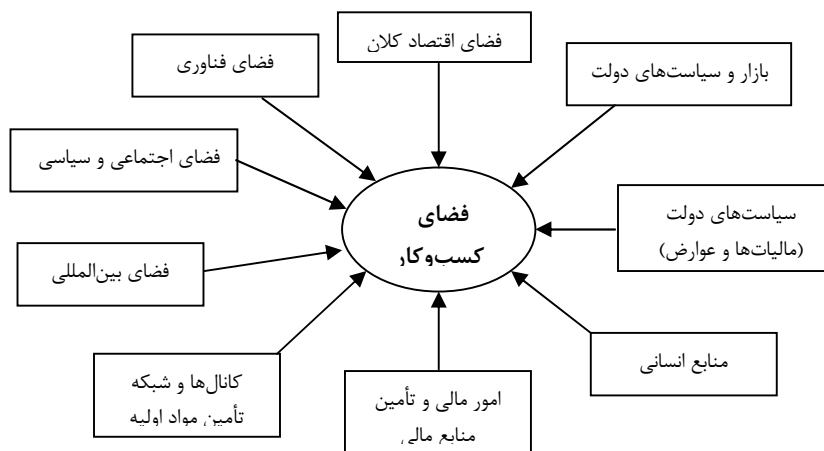 فضای اقتصاد کلان
بازار و سیاست‌های دولت
فضای فناوری
فضای اجتماعی و سیاسی
فضای
کسب‌وکار
سیاست‌های دولت
(مالیات‌ها و عوارض)
فضای بین‌المللی
منابع انسانی
کانال‌ها و شبکه
تأمین مواد اولیه
امور مالی و تأمین
منابع مالی